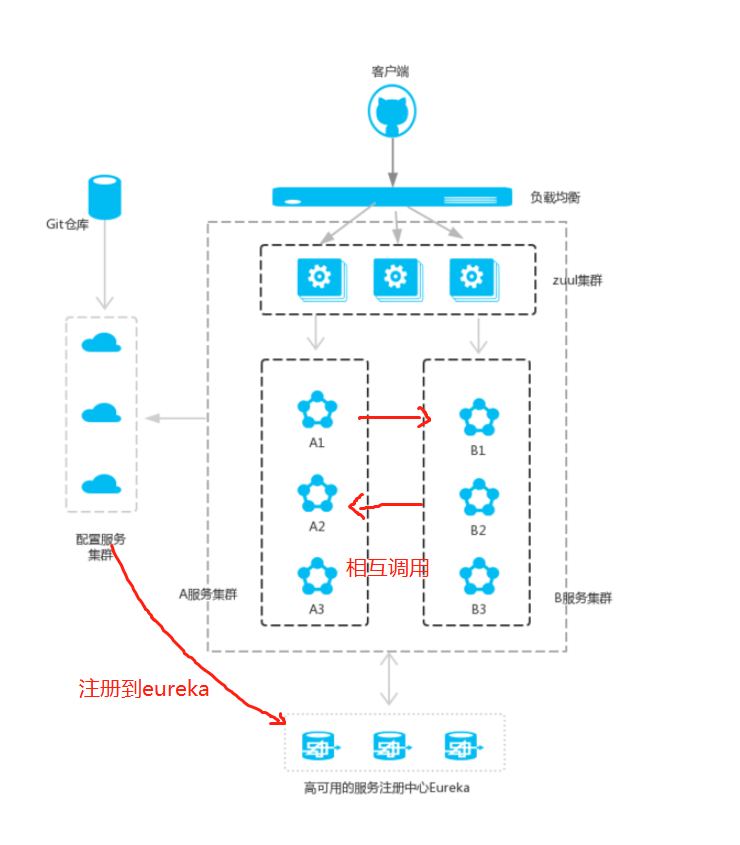 客户端
负载均衡
Git仓库
zuul集群
A1
B1
A2
B2
配置服务
集群
相互调用
A服务集群
A3
B3
B服务集群
注册到eureka
高可用的服务注册中心Eureka